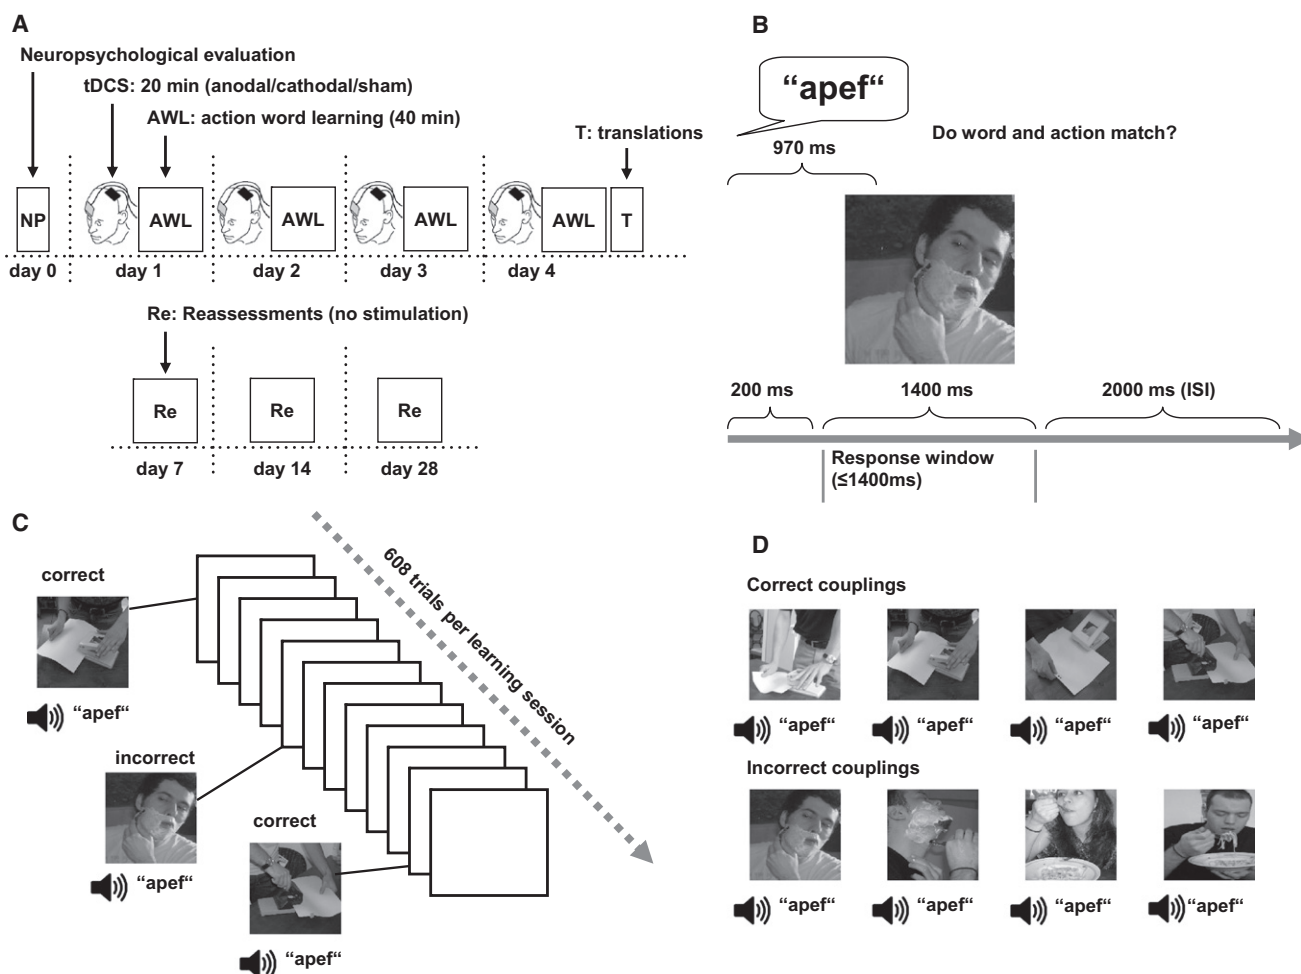 A
Neuropsychological evaluation
tDCS: 20 min (anodal/cathodal/sham)
AWL: action word learning (40 min)
T: translations
NP
AWL
AWL
AWL
AWL
T
day 0
day 1
day 2
day 3
day 4
Re: Reassessments (no stimulation)
Re
Re
Re
day 7
day 14
day 28
B
“apef“
970 ms
Do word and action match?
200 ms
1400 ms
2000 ms (ISI)
Response window
(≤1400ms)
C
608 trials per learning session
correct
“apef“
incorrect
“apef“
correct
“apef“
D
Correct couplings
“apef“
“apef“
“apef“
“apef“
Incorrect couplings
“apef“
“apef“
“apef“
“apef“